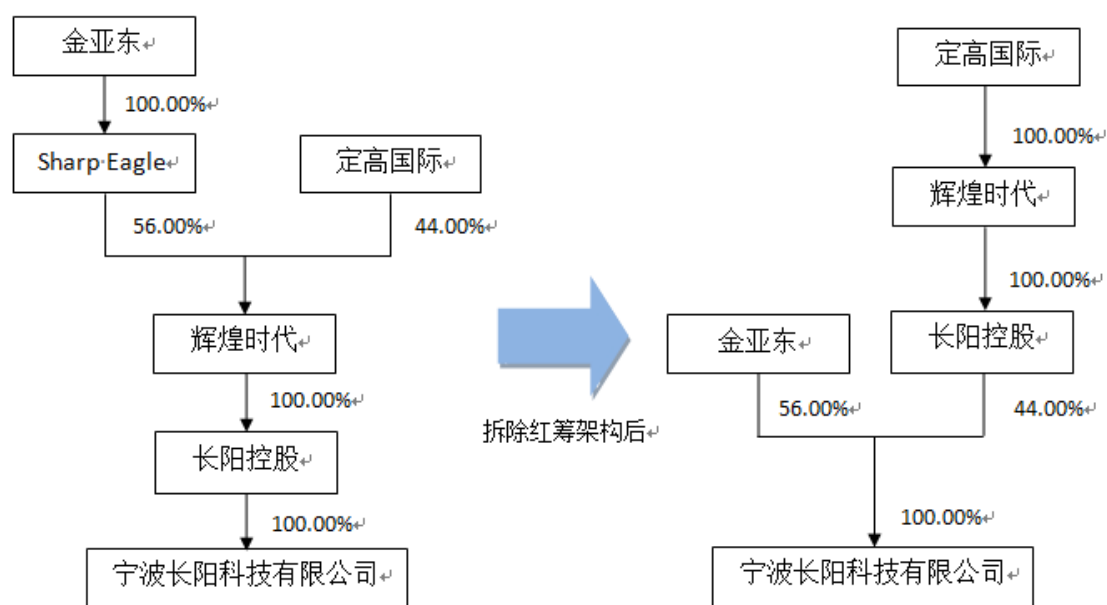 金亚东
100.00%
Sharp Eagle
定高国际
56.00%
44.00%
辉煌时代
100.00%
长阳控股
100.00%
宁波长阳科技有限公司
拆除红筹架构后
定高国际
100.00%
辉煌时代
100.00%
金亚东
长阳控股
56.00%
44.00%
100.00%
宁波长阳科技有限公司